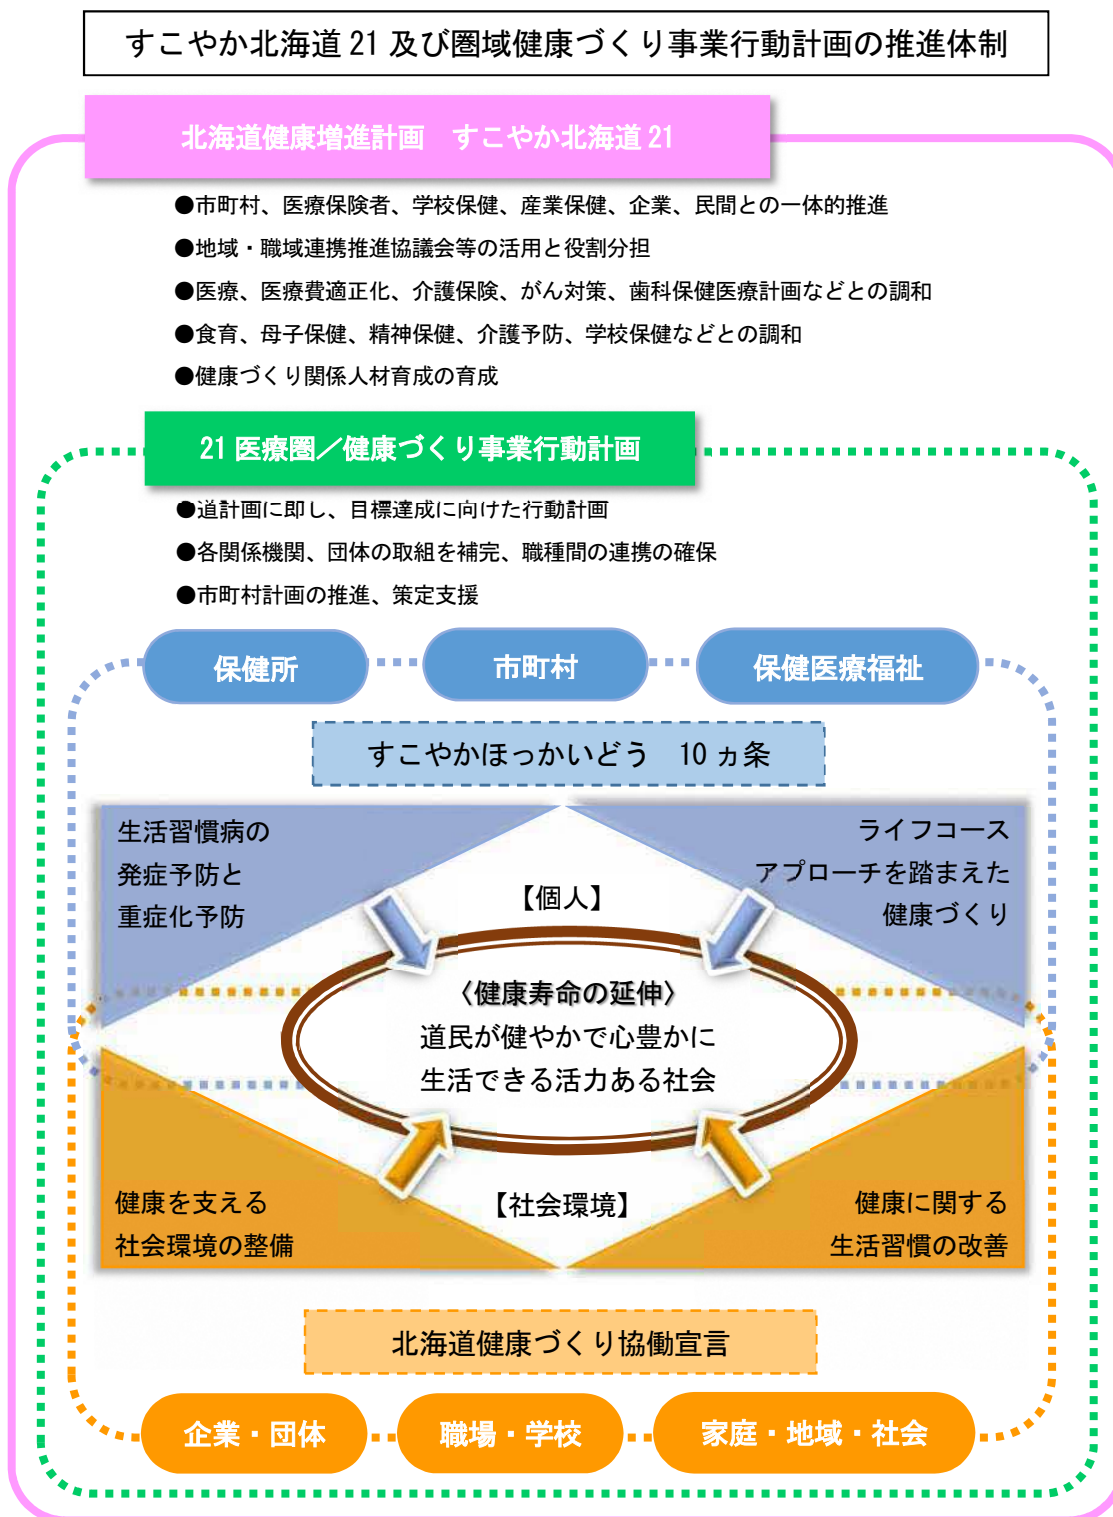 すこやか北海道 21 及び圏域健康づくり事業行動計画の推進体制
北海道健康増進計画　すこやか北海道 21
●市町村、医療保険者、学校保健、産業保健、企業、民間との一体的推進
●地域・職域連携推進協議会等の活用と役割分担
●医療、医療費適正化、介護保険、がん対策、歯科保健医療計画などとの調和
●食育、母子保健、精神保健、介護予防、学校保健などとの調和
●健康づくり関係人材育成の育成
21 医療圏／健康づくり事業行動計画
●道計画に即し、目標達成に向けた行動計画
●各関係機関、団体の取組を補完、職種間の連携の確保
●市町村計画の推進、策定支援
保健所
市町村
保健医療福祉
すこやかほっかいどう　10 ヵ条
生活習慣病の
発症予防と
重症化予防
ライフコース
アプローチを踏まえた
健康づくり
【個人】
〈健康寿命の延伸〉
道民が健やかで心豊かに
生活できる活力ある社会
【社会環境】
健康を支える
社会環境の整備
健康に関する
生活習慣の改善
北海道健康づくり協働宣言
企業・団体
職場・学校
家庭・地域・社会